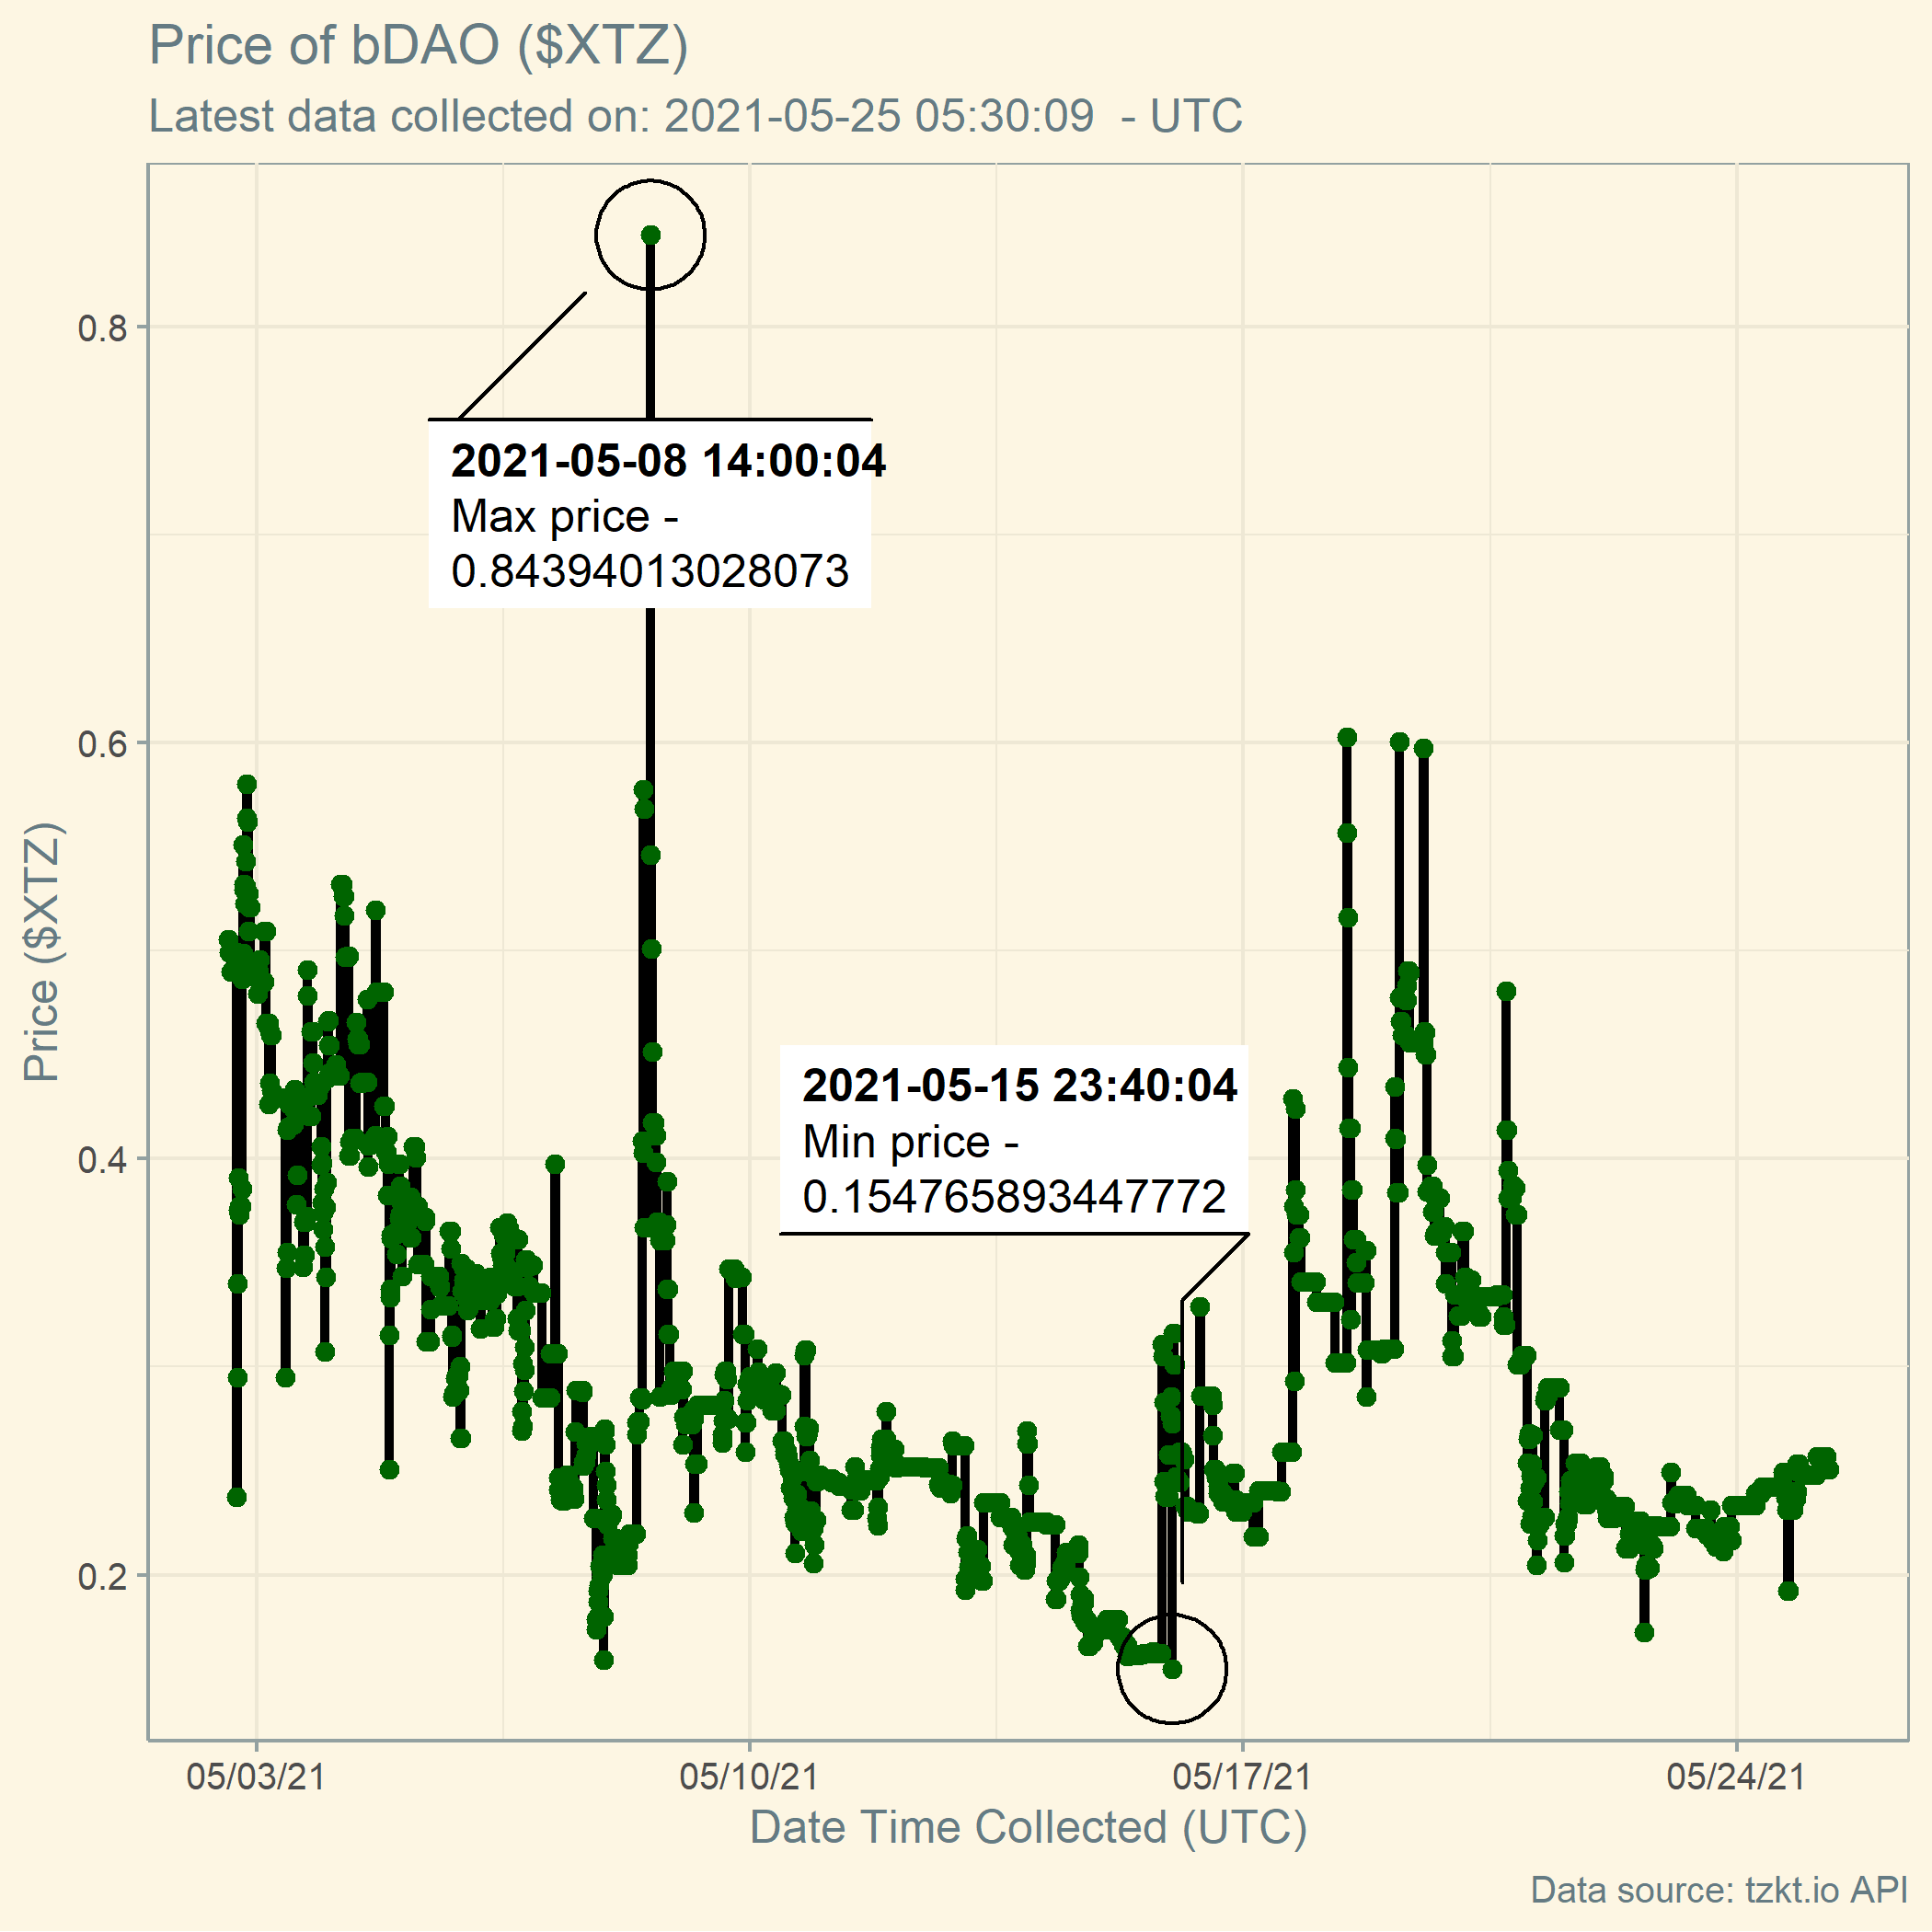 Price of bDAO ($XTZ)
Latest data collected on: 2021-05-25 05:30:09  - UTC
2021-05-08 14:00:04
Max price -
0.84394013028073
2021-05-15 23:40:04
Min price -
0.154765893447772
Price ($XTZ)
0.8
0.6
0.4
0.2
05/03/21
05/10/21
05/17/21
05/24/21
Date Time Collected (UTC)
Data source: tzkt.io API